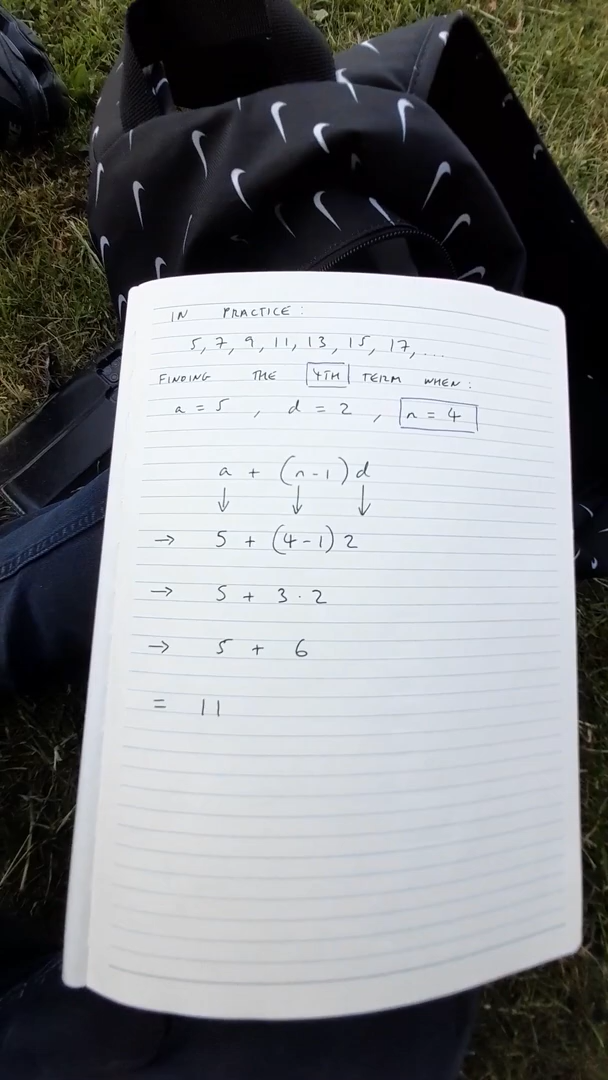 IN PRACTICE:
5, 7, 9, 11, 13, 15, 17, ...
FINDING THE 4TH TERM WHEN:
a = 5 , d = 2 , n = 4
a + (n-1)d
↓ ↓ ↓
→ 5 + (4-1)2
→ 5 + 3 · 2
→ 5 + 6
= 11